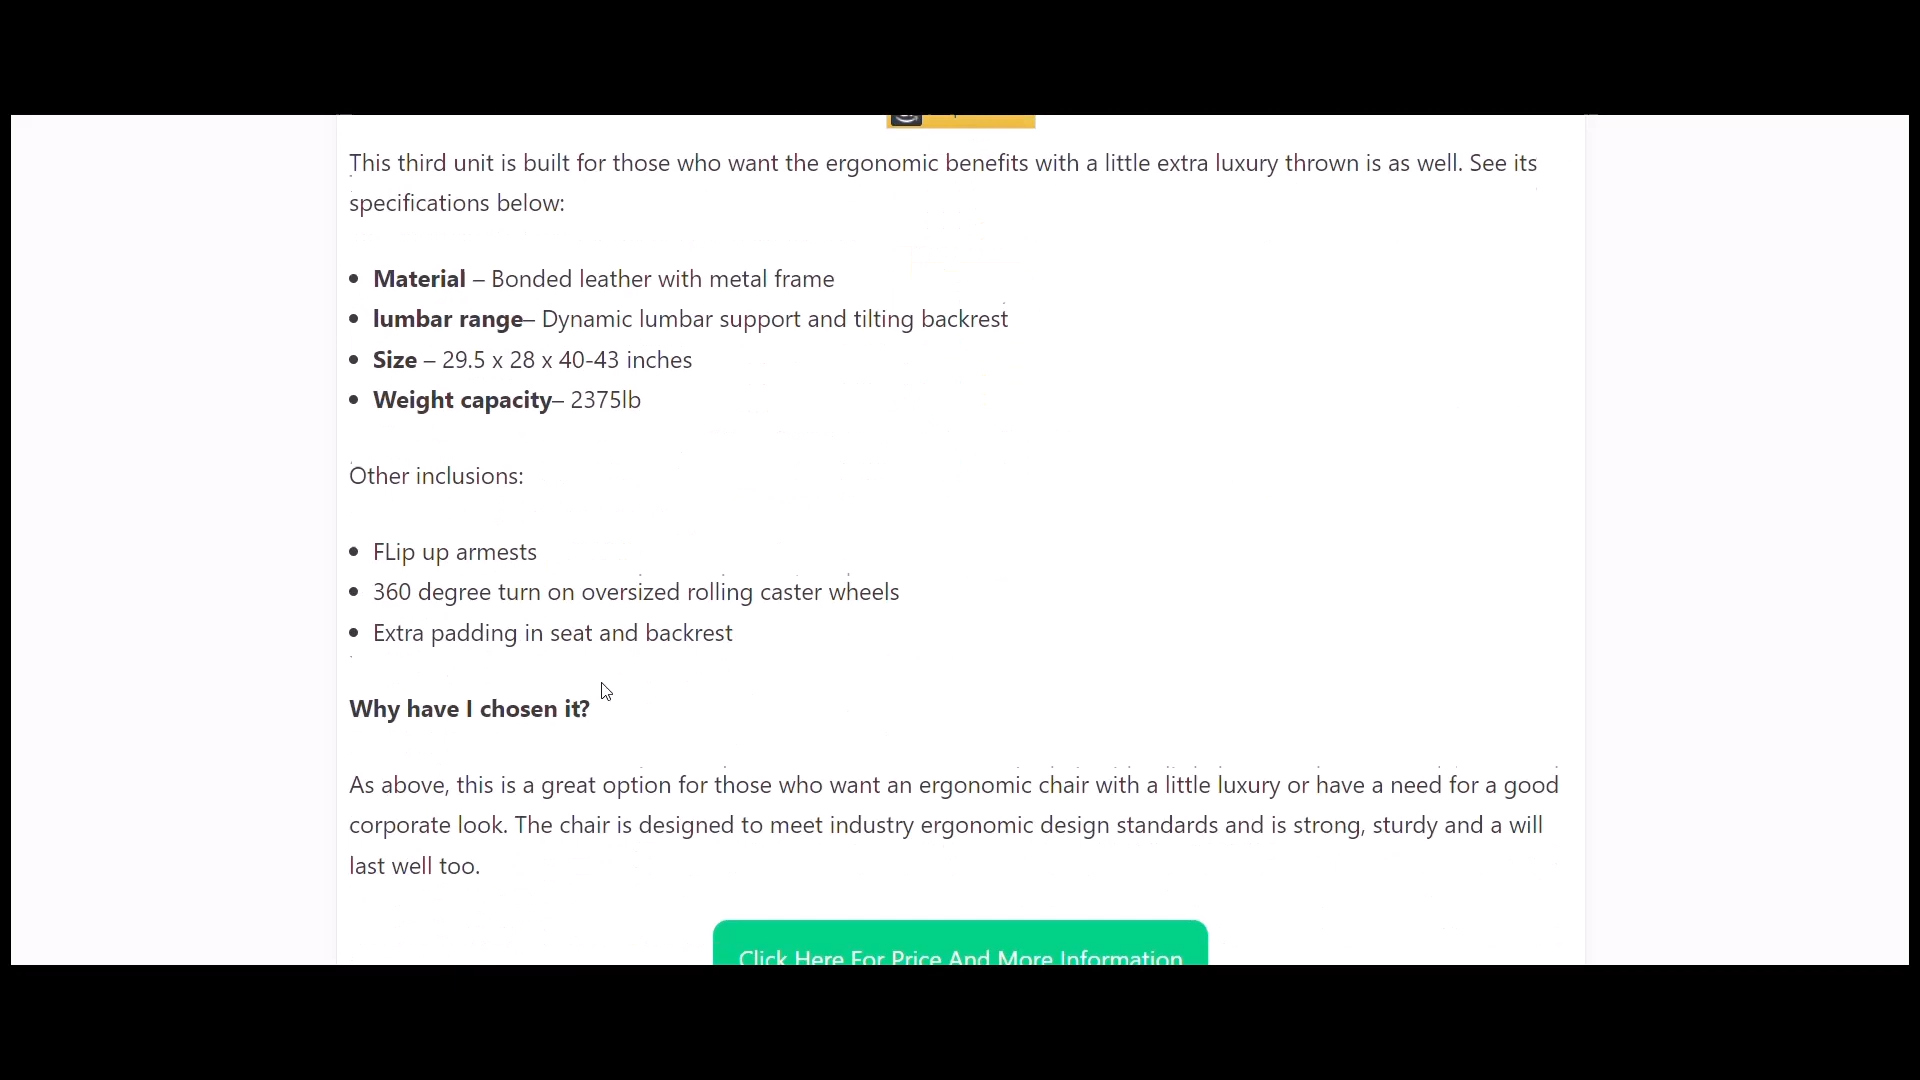 This third unit is built for those who want the ergonomic benefits with a little extra luxury thrown is as well. See its
specifications below:
• Material – Bonded leather with metal frame
• lumbar range– Dynamic lumbar support and tilting backrest
• Size – 29.5 x 28 x 40-43 inches
• Weight capacity– 2375lb
Other inclusions:
• FLip up armests
• 360 degree turn on oversized rolling caster wheels
• Extra padding in seat and backrest
Why have I chosen it?
As above, this is a great option for those who want an ergonomic chair with a little luxury or have a need for a good
corporate look. The chair is designed to meet industry ergonomic design standards and is strong, sturdy and a will
last well too.
Click Here For Price And More Information